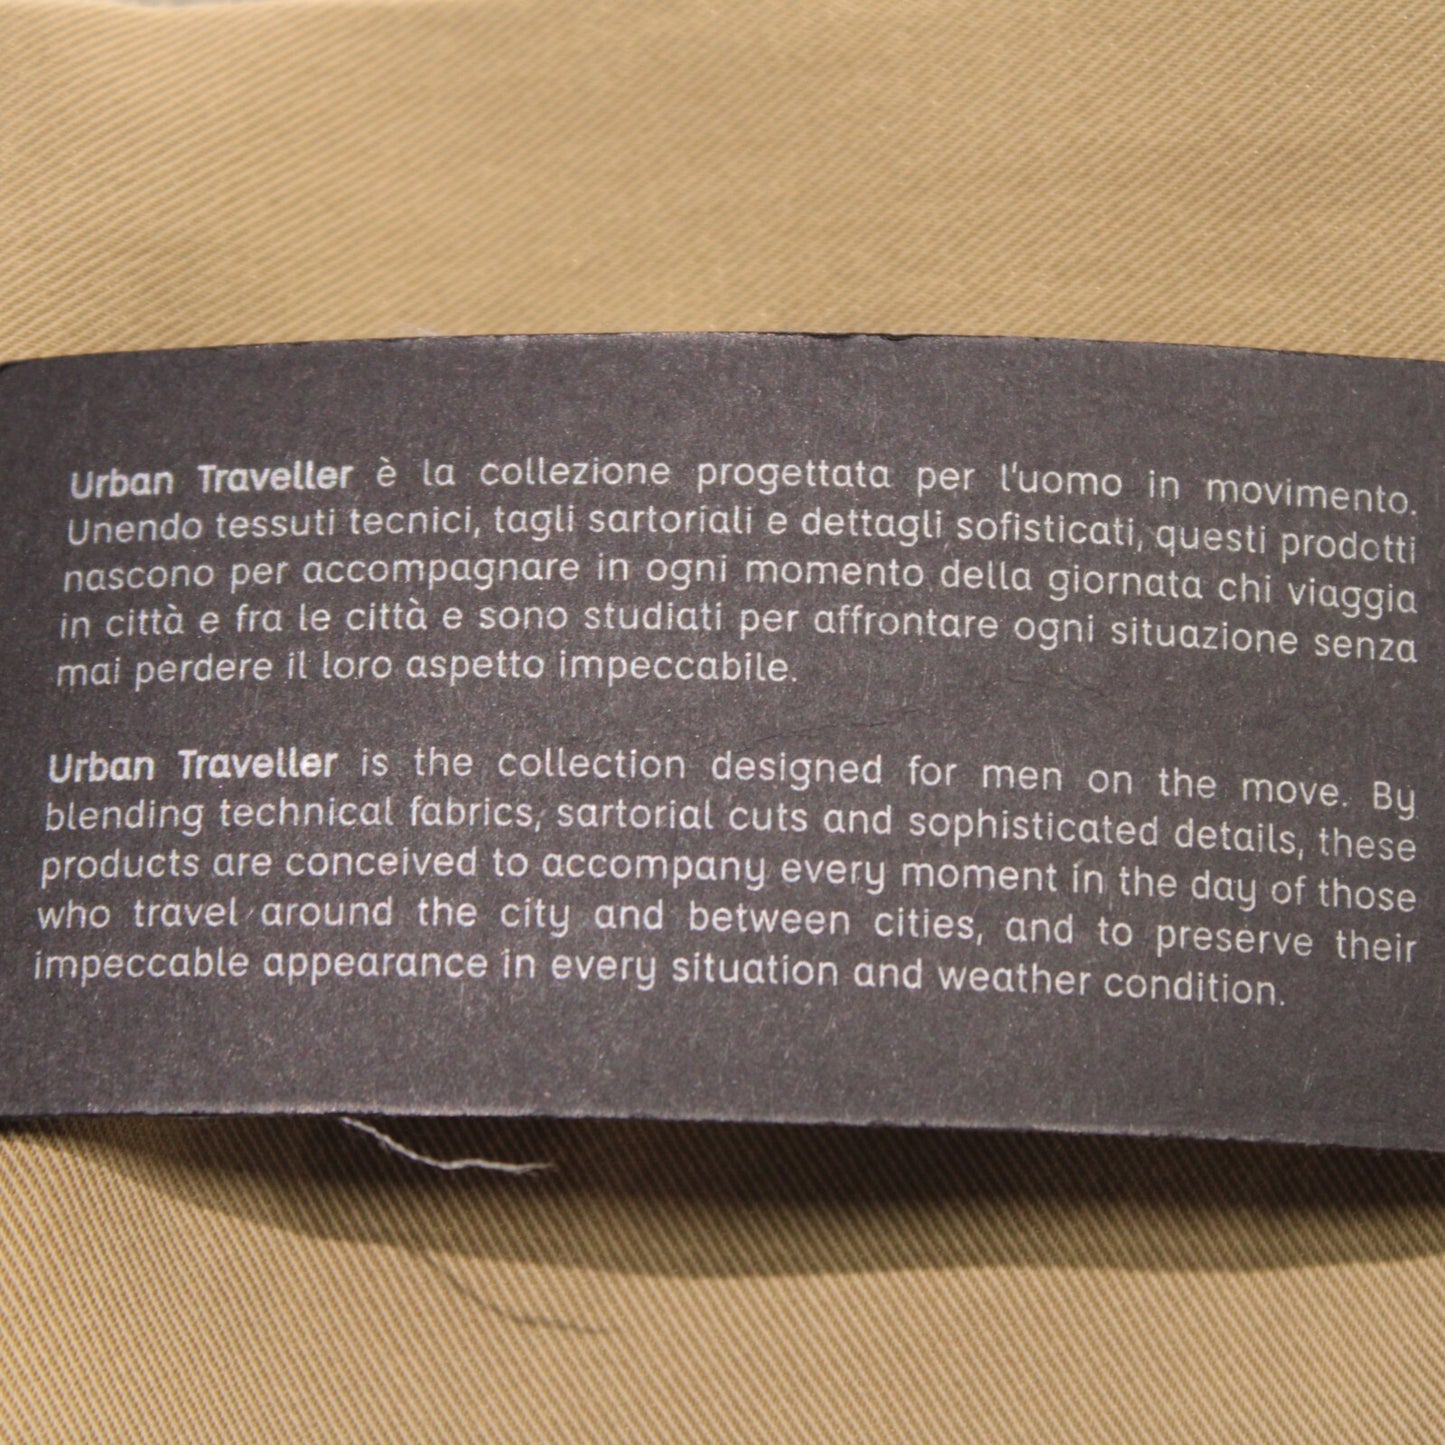 Urban Traveller è la collezione progettata per l'uomo in movimento.
Unendo tessuti tecnici, tagli sartoriali e dettagli sofisticati, questi prodotti
nascono per accompagnare in ogni momento della giornata chi viaggia
in città e fra le città e sono studiati per affrontare ogni situazione senza
mai perdere il loro aspetto impeccabile.
Urban Traveller is the collection designed for men on the move. By
blending technical fabrics, sartorial cuts and sophisticated details, these
products are conceived to accompany every moment in the day of those
who travel around the city and between cities, and to preserve their
impeccable appearance in every situation and weather condition.